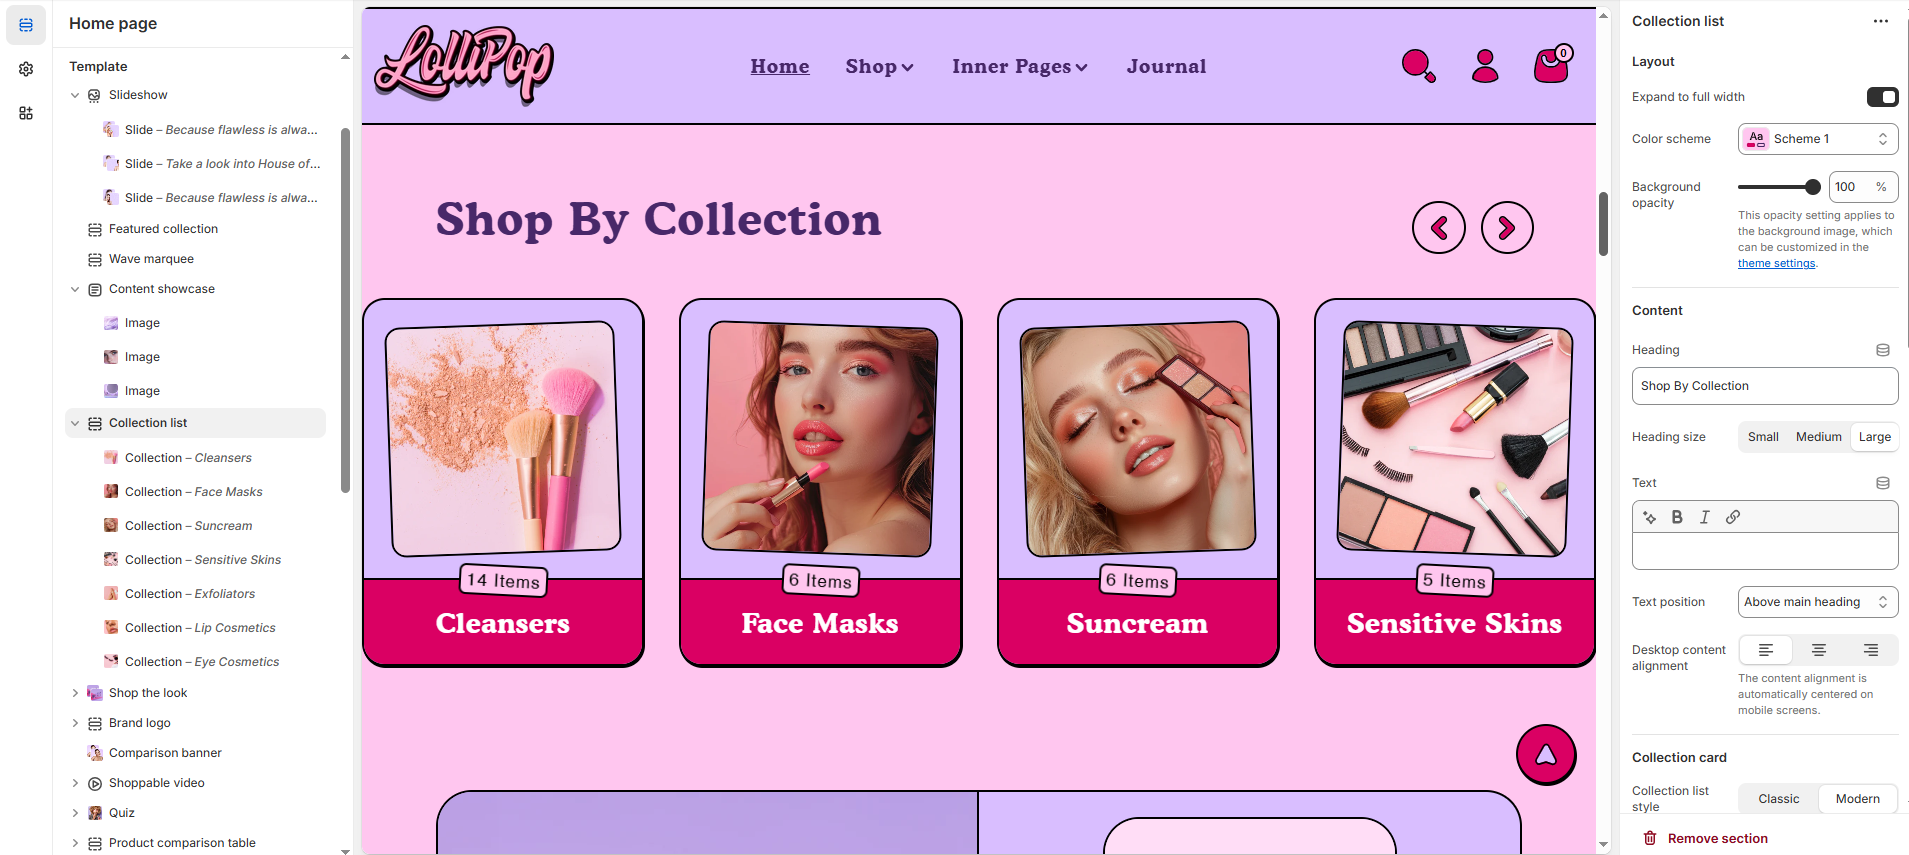 Home page
Template
Slideshow
Slide – Because flawless is alwa...
Slide – Take a look into House of...
Slide – Because flawless is alwa...
Featured collection
Wave marquee
Content showcase
Image
Image
Image
Collection list
Collection – Cleansers
Collection – Face Masks
Collection – Suncream
Collection – Sensitive Skins
Collection – Exfoliators
Collection – Lip Cosmetics
Collection – Eye Cosmetics
Shop the look
Brand logo
Comparison banner
Shoppable video
Quiz
Product comparison table
LolliPop
Home
Shop
Inner Pages
Journal
0
Shop By Collection
14 Items
Cleansers
6 Items
Face Masks
6 Items
Suncream
5 Items
Sensitive Skins
Collection list
Layout
Expand to full width
Color scheme
Aa
Scheme 1
Background
opacity
100 %
This opacity setting applies to
the background image, which
can be customized in the
theme settings.
Content
Heading
Shop By Collection
Heading size
Small
Medium
Large
Text
B
I
Text position
Above main heading
Desktop content
alignment
The content alignment is
automatically centered on
mobile screens.
Collection card
Collection list
style
Classic
Modern
Remove section